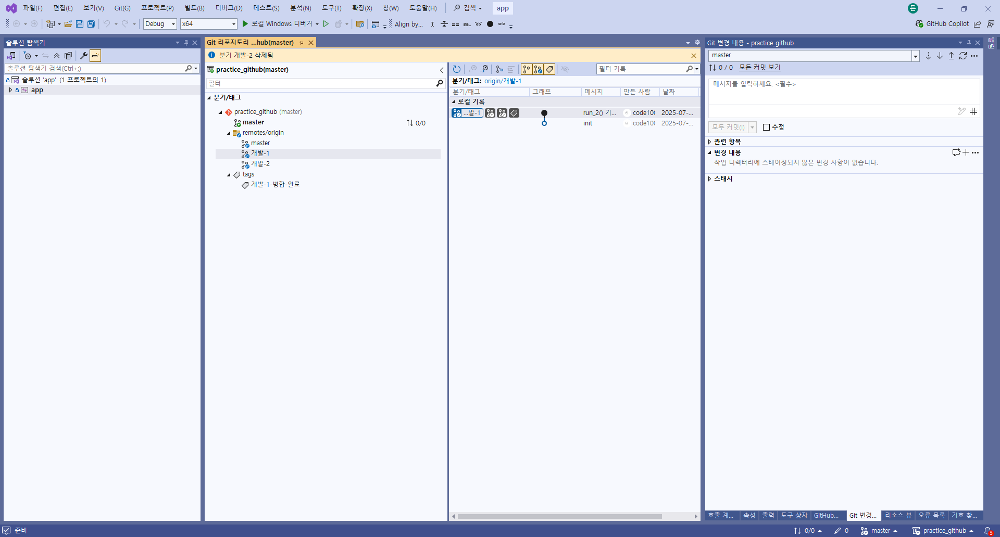 파일(F) 편집(E) 보기(V) Git(G) 프로젝트(P) 빌드(B) 디버그(D) 테스트(S) 분석(N) 도구(T) 확장(X) 창(W) 도움말(H) 검색 app
Debug x64 로컬 Windows 디버거 Align by... GitHub Copilot
솔루션 탐색기
솔루션 탐색기 검색(Ctrl+;)
솔루션 'app' (1 프로젝트의 1)
app
Git 리포지토리 ...hub(master)
분기 개발-2 삭제됨
practice_github(master)
필터
분기/태그
practice_github (master)
master 0/0
remotes/origin
master
개발-1
개발-2
tags
개발-1-병합-완료
필터 기록
분기/태그: origin/개발-1
분기/태그 그래프 메시지 만든 사람 날짜
로컬 기록
...발-1 run_2() 기... code10( 2025-07-...
init code10( 2025-07-...
Git 변경 내용 - practice_github
master
0 / 0 모든 커밋 보기
메시지를 입력하세요. <필수>
모두 커밋(I) 수정
관련 항목
변경 내용
작업 디렉터리에 스테이징되지 않은 변경 사항이 없습니다.
스태시
호출 계... 속성 출력 도구 상자 GitHub... Git 변경... 리소스 뷰 오류 목록 기호 찾...
알림
준비 0/0 0 master practice_github 3